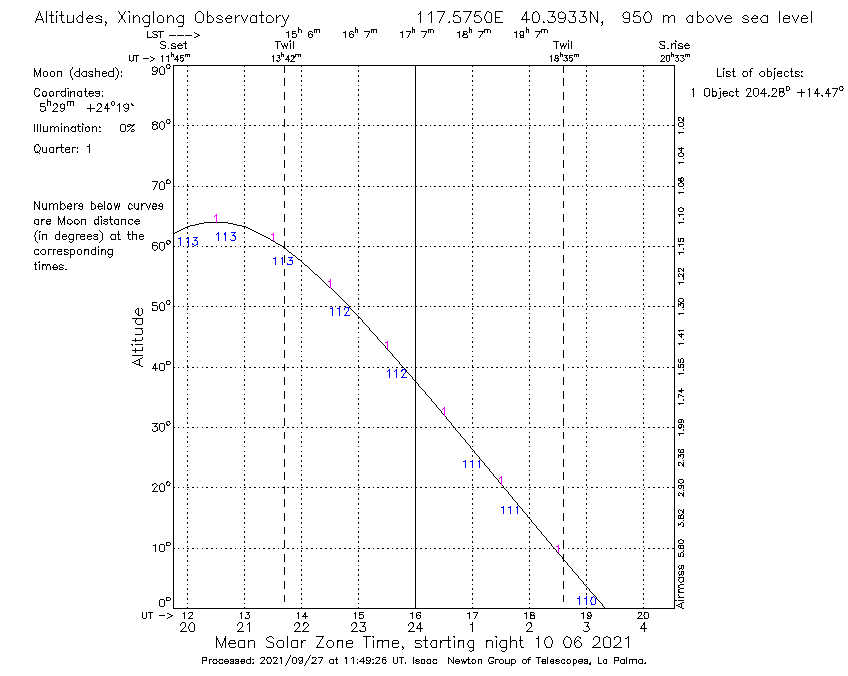 Altitudes, Xinglong Observatory 117.5750E 40.3933N, 950 m above sea level
LST ---> 15ʰ 6ᵐ 16ʰ 7ᵐ 17ʰ 7ᵐ 18ʰ 7ᵐ 19ʰ 7ᵐ
S.set Twil Twil S.rise
UT -> 11ʰ45ᵐ 13ʰ42ᵐ 18ʰ35ᵐ 20ʰ33ᵐ
Moon (dashed):
Coordinates:
5ʰ29ᵐ +24°19'
Illumination: 0%
Quarter: 1
Numbers below curves
are Moon distance
(in degrees) at the
corresponding
times.
List of objects:
1 Object 204.28° +14.47°
90°
80°
70°
60°
50°
40°
30°
20°
10°
0°
Altitude
1 1 1 1 1 1 1
113 113 113 112 112 111 111 110
1.02
1.04
1.06
1.10
1.15
1.22
1.30
1.41
1.55
1.74
1.99
2.36
2.90
3.82
5.60
Airmass
UT -> 12 13 14 15 16 17 18 19 20
20 21 22 23 24 1 2 3 4
Mean Solar Zone Time, starting night 10 06 2021
Processed: 2021/09/27 at 11:49:26 UT. Isaac Newton Group of Telescopes, La Palma.